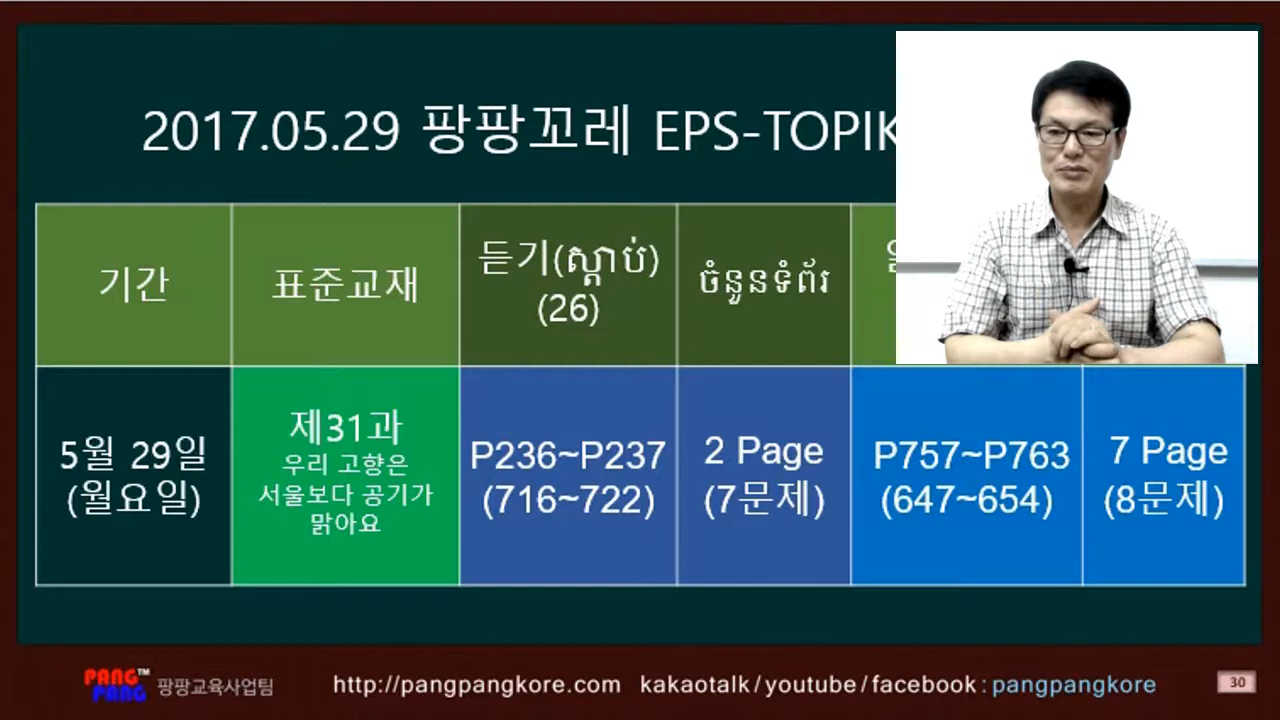 2017.05.29 팡팡꼬레 EPS-TOPIK
기간
표준교재
듣기(ស្តាប់)
(26)
ចំនួនទំព័រ
5월 29일
(월요일)
제31과
우리 고향은
서울보다 공기가
맑아요
P236~P237
(716~722)
2 Page
(7문제)
P757~P763
(647~654)
7 Page
(8문제)
PANG™
PANG
팡팡교육사업팀
http://pangpangkore.com kakaotalk/youtube/facebook : pangpangkore
30